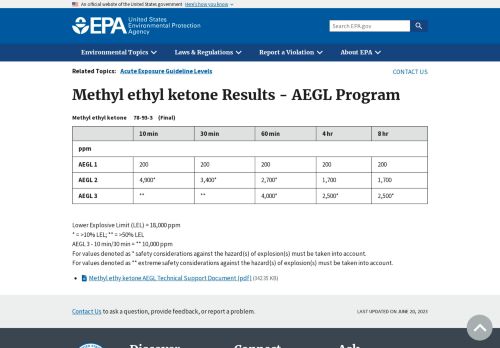 An official website of the United States government Here's how you know
EPA United States
Environmental Protection
Agency
Search EPA.gov
Environmental Topics Laws & Regulations Report a Violation About EPA
Related Topics: Acute Exposure Guideline Levels
CONTACT US
Methyl ethyl ketone Results - AEGL Program
Methyl ethyl ketone 78-93-3 (Final)
10 min 30 min 60 min 4 hr 8 hr
ppm
AEGL 1 200 200 200 200 200
AEGL 2 4,900* 3,400* 2,700* 1,700 1,700
AEGL 3 ** ** 4,000* 2,500* 2,500*
Lower Explosive Limit (LEL) = 18,000 ppm
* = >10% LEL; ** = >50% LEL
AEGL 3 - 10 min/30 min = ** 10,000 ppm
For values denoted as * safety considerations against the hazard(s) of explosion(s) must be taken into account.
For values denoted as ** extreme safety considerations against the hazard(s) of explosion(s) must be taken into account.
Methyl ethy ketone AEGL Technical Support Document (pdf) (342.35 KB)
Contact Us to ask a question, provide feedback, or report a problem.
LAST UPDATED ON JUNE 20, 2023
Discover Connect Ask